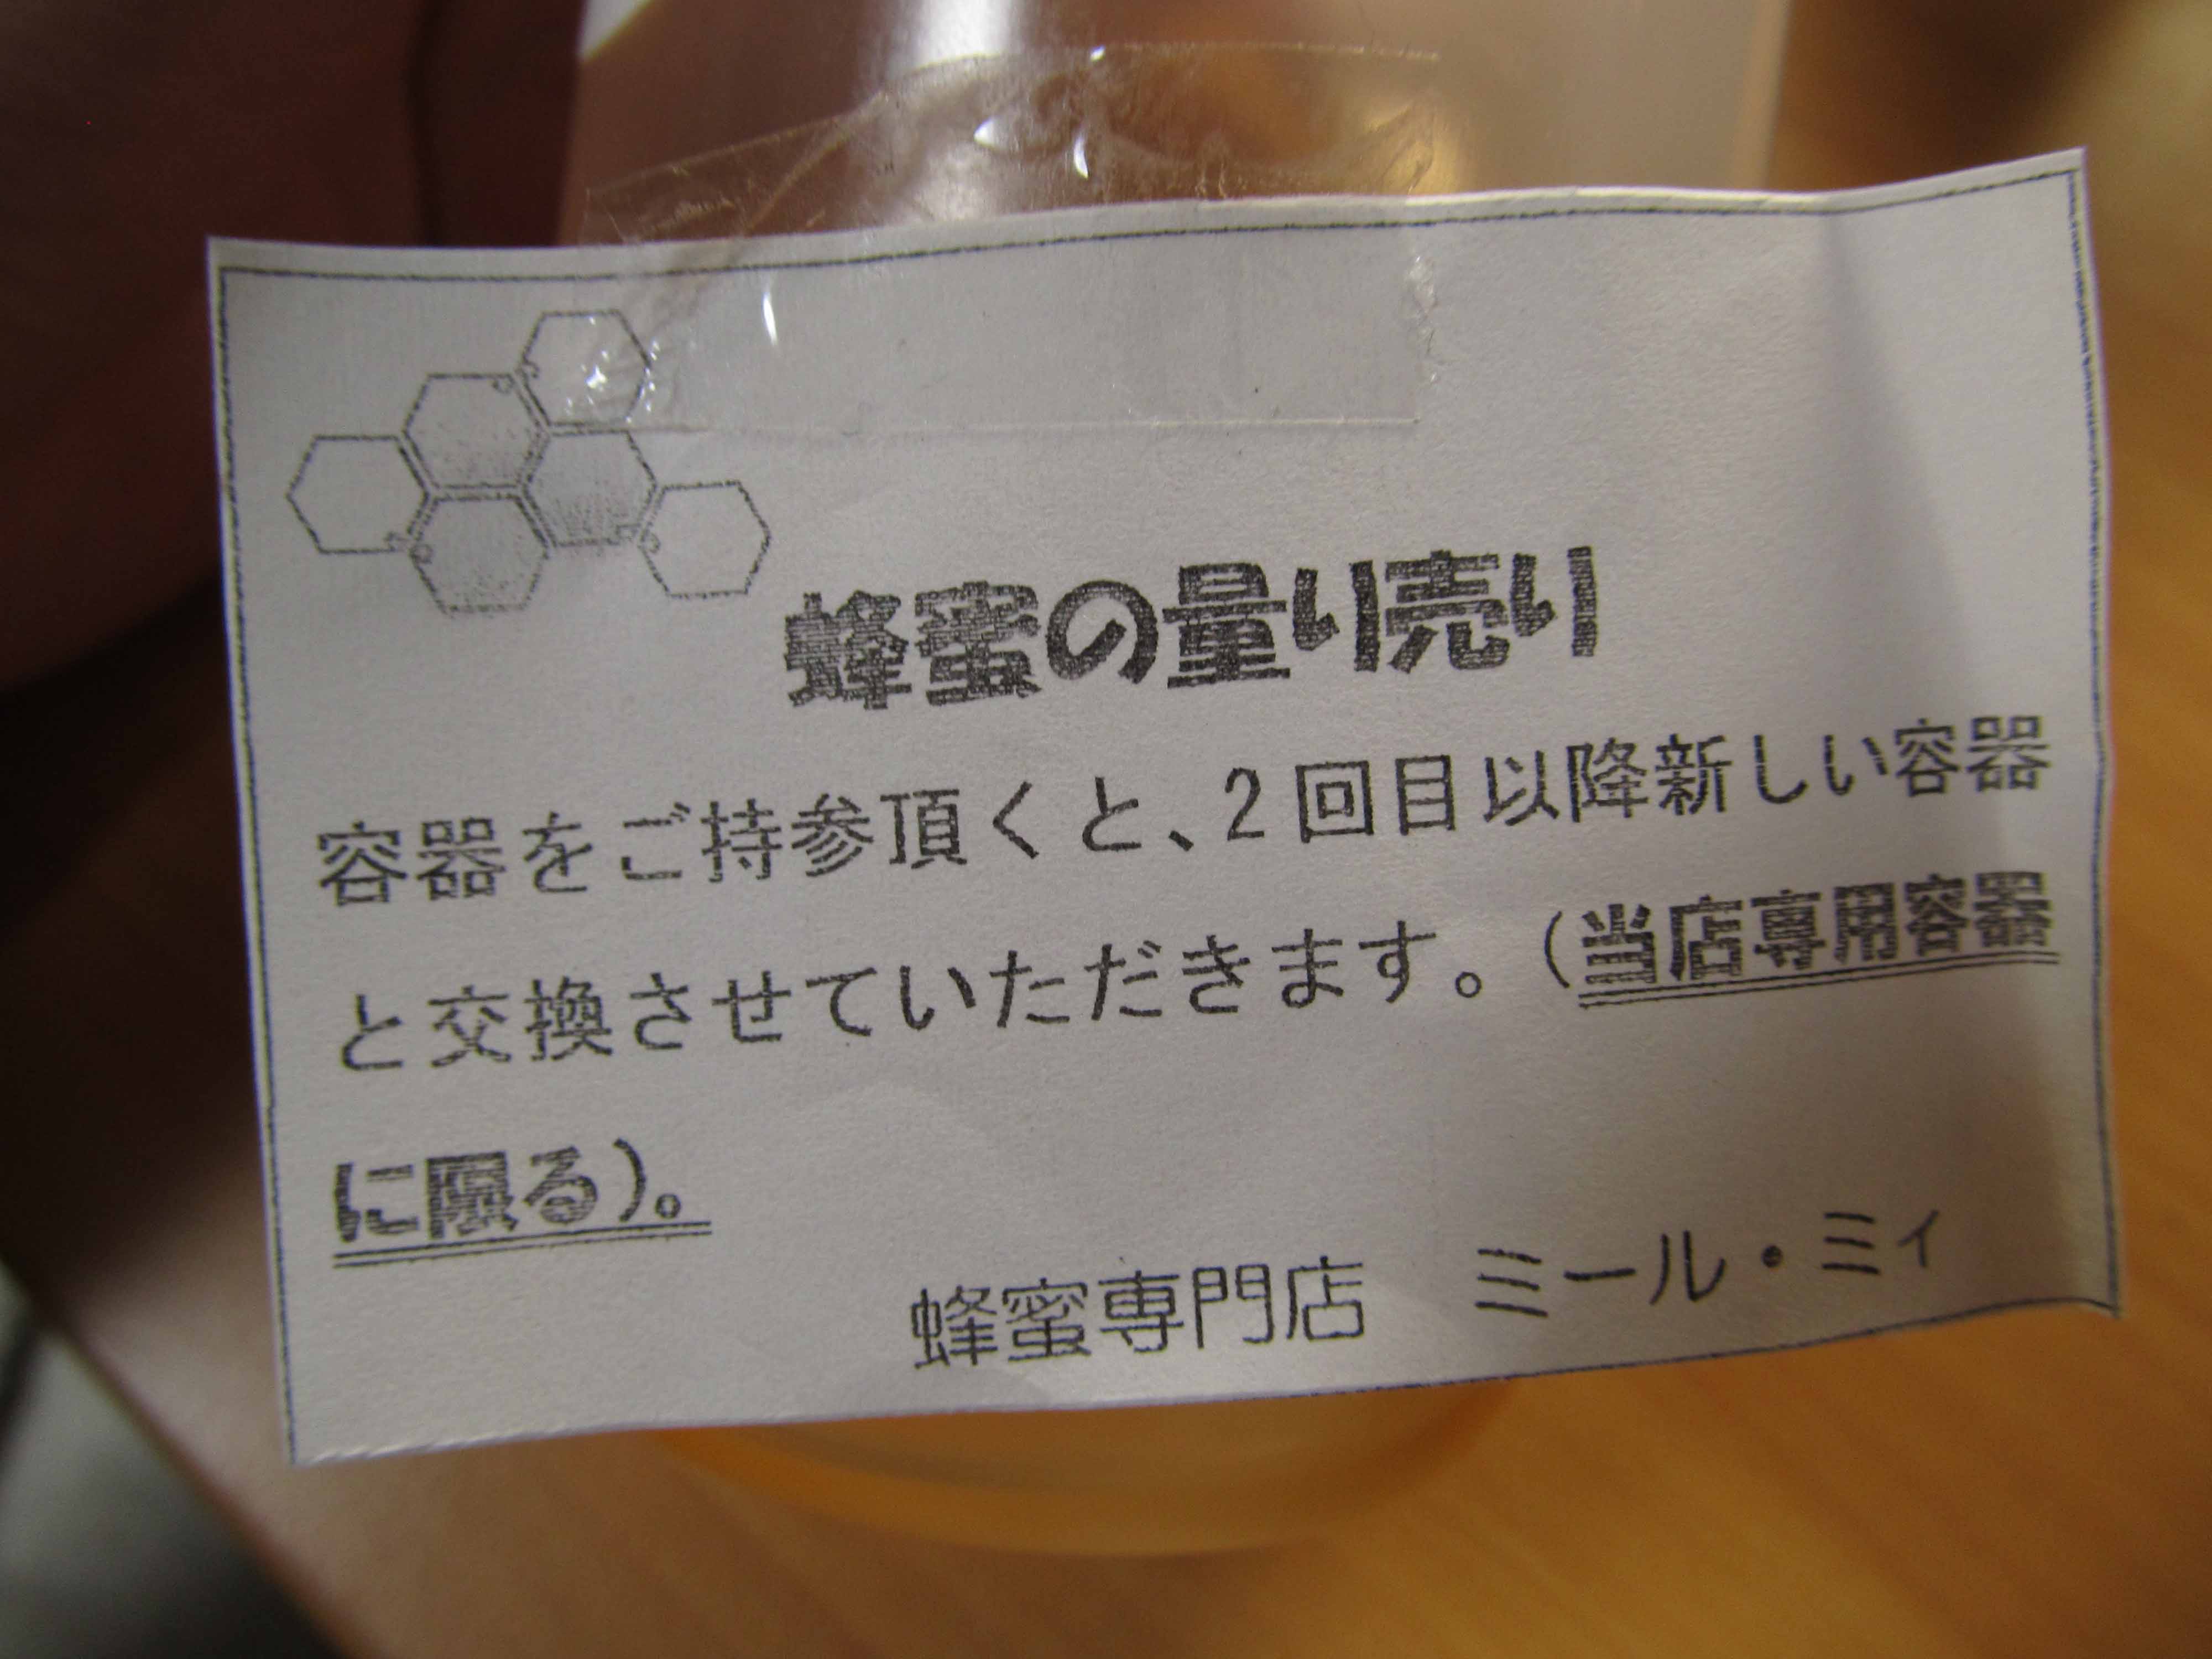 蜂蜜の量り売り
容器をご持参頂くと、2回目以降新しい容器
と交換させていただきます。(当店専用容器
に限る)。
蜂蜜専門店　ミール・ミィ